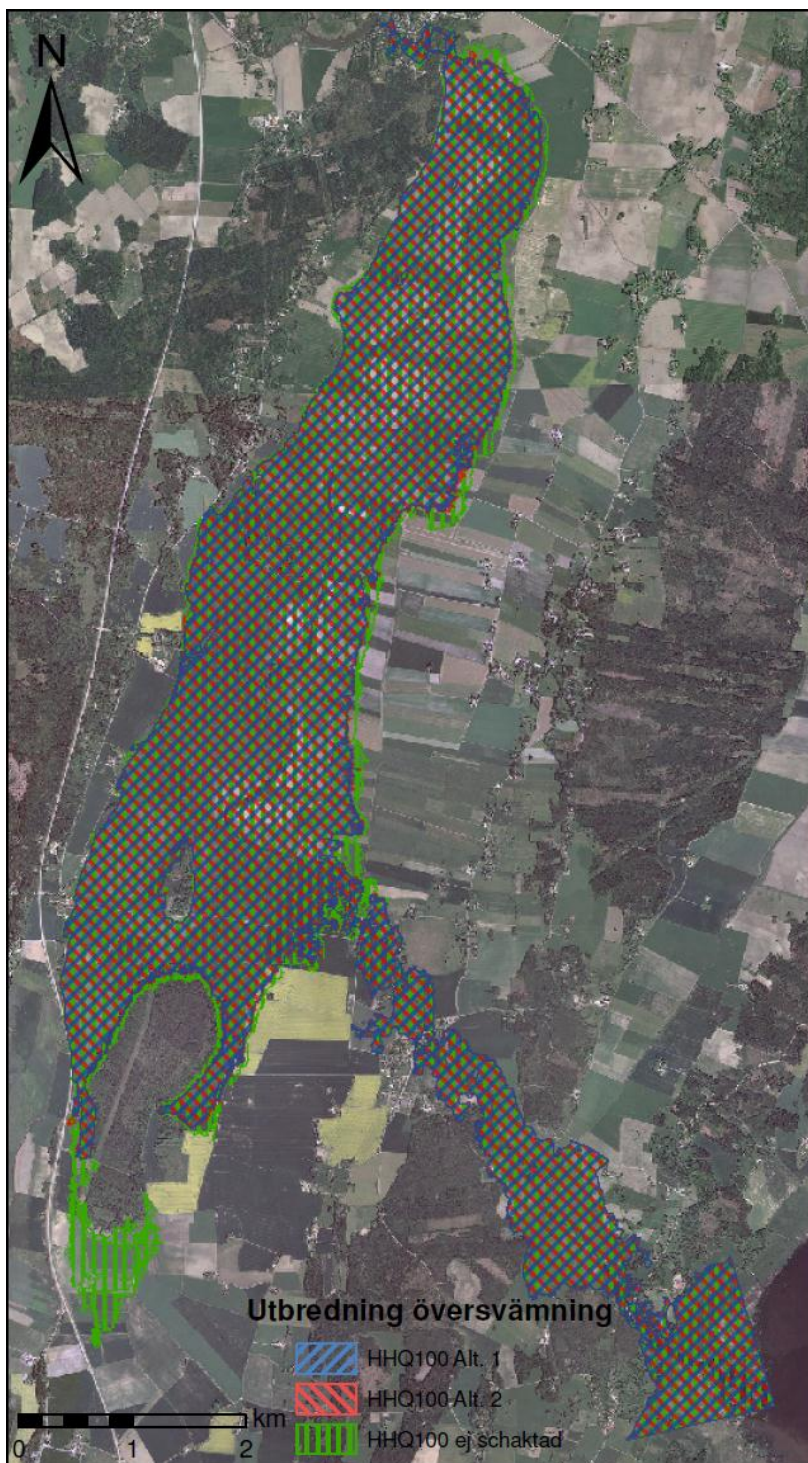 N
Utbredning översvämning
HHQ100 Alt. 1
HHQ100 Alt. 2
HHQ100 ej schaktad
km
0 1 2